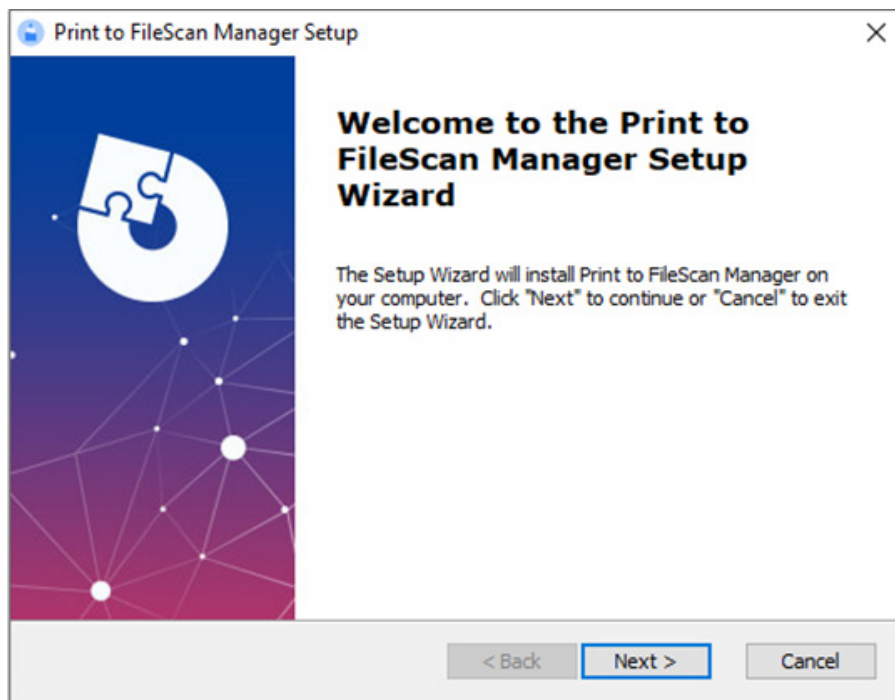 Print to FileScan Manager Setup
Welcome to the Print to
FileScan Manager Setup
Wizard
The Setup Wizard will install Print to FileScan Manager on
your computer.  Click "Next" to continue or "Cancel" to exit
the Setup Wizard.
< Back Next > Cancel